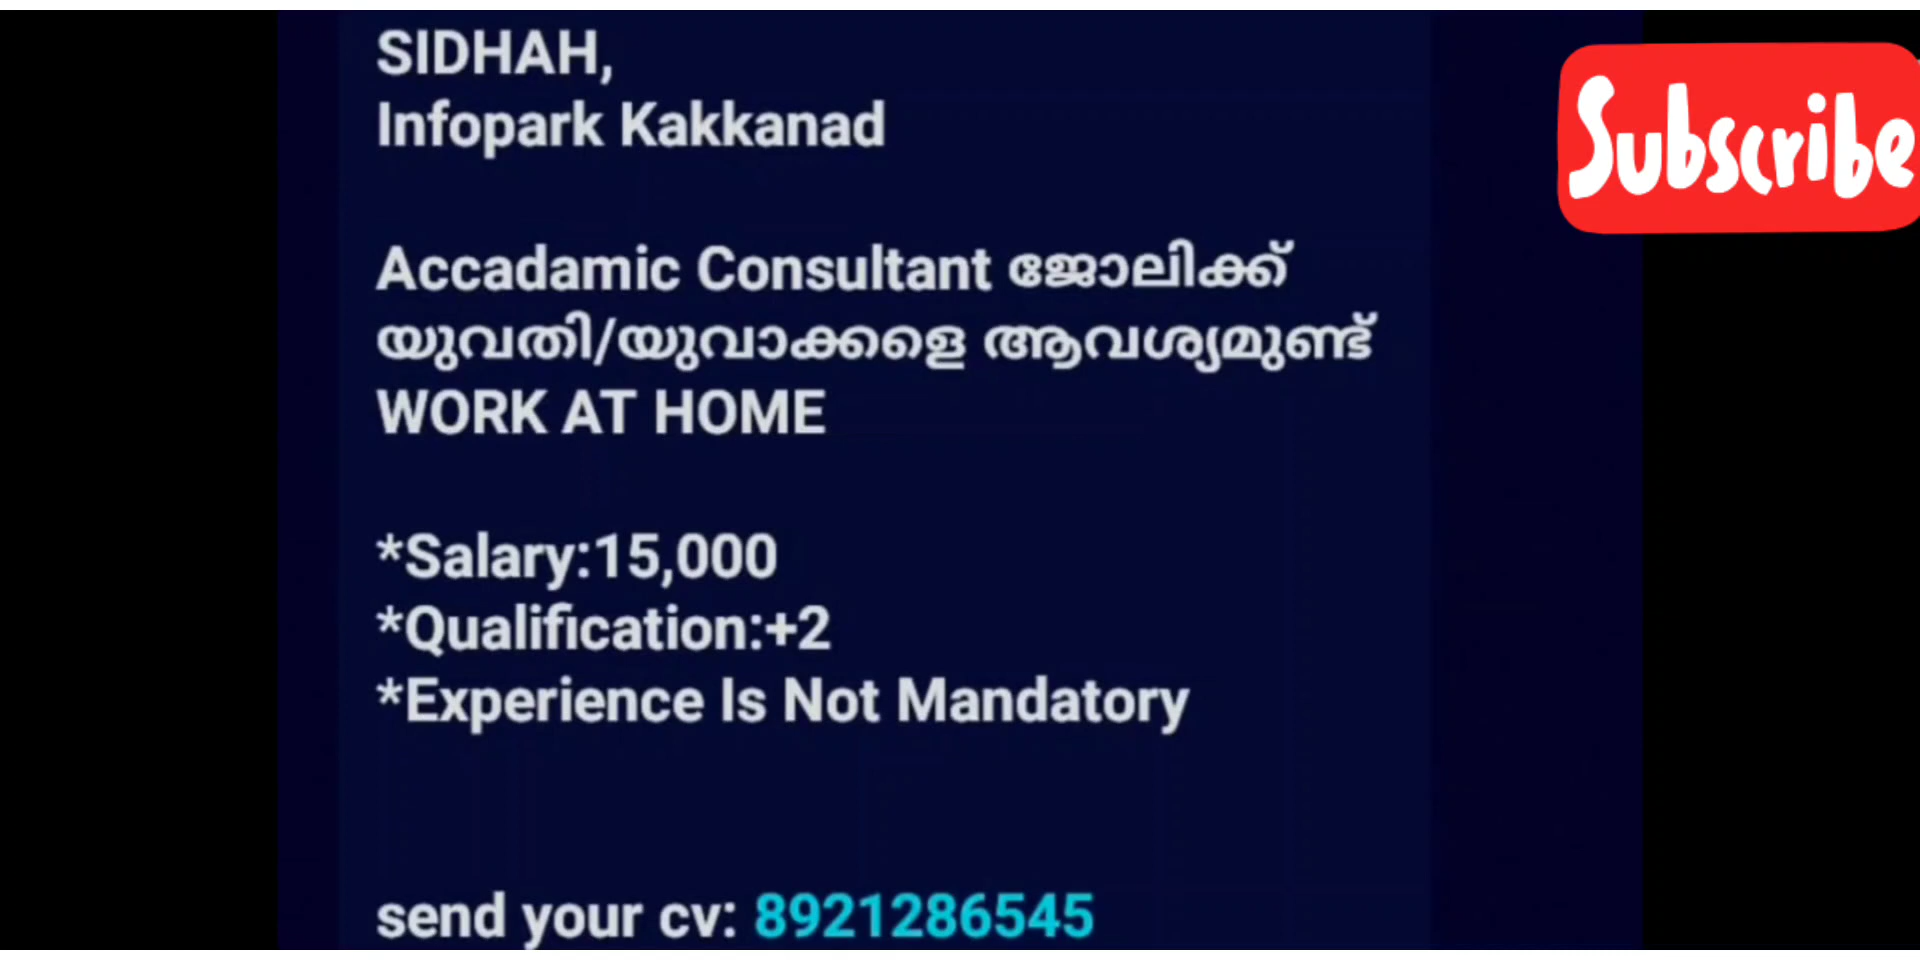 SIDHAH,
Infopark Kakkanad
Subscribe
Accadamic Consultant ജോലിക്ക്
യുവതി/യുവാക്കളെ ആവശ്യമുണ്ട്
WORK AT HOME
*Salary:15,000
*Qualification:+2
*Experience Is Not Mandatory
send your cv: 8921286545